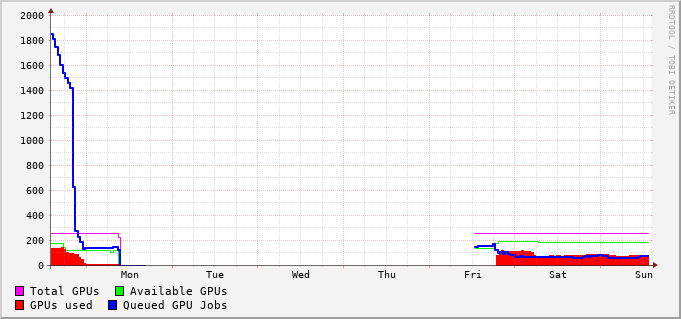 2000
1800
1600
1400
1200
1000
800
600
400
200
0
Mon Tue Wed Thu Fri Sat Sun
Total GPUs Available GPUs
GPUs used Queued GPU Jobs
RRDTOOL / TOBI OETIKER